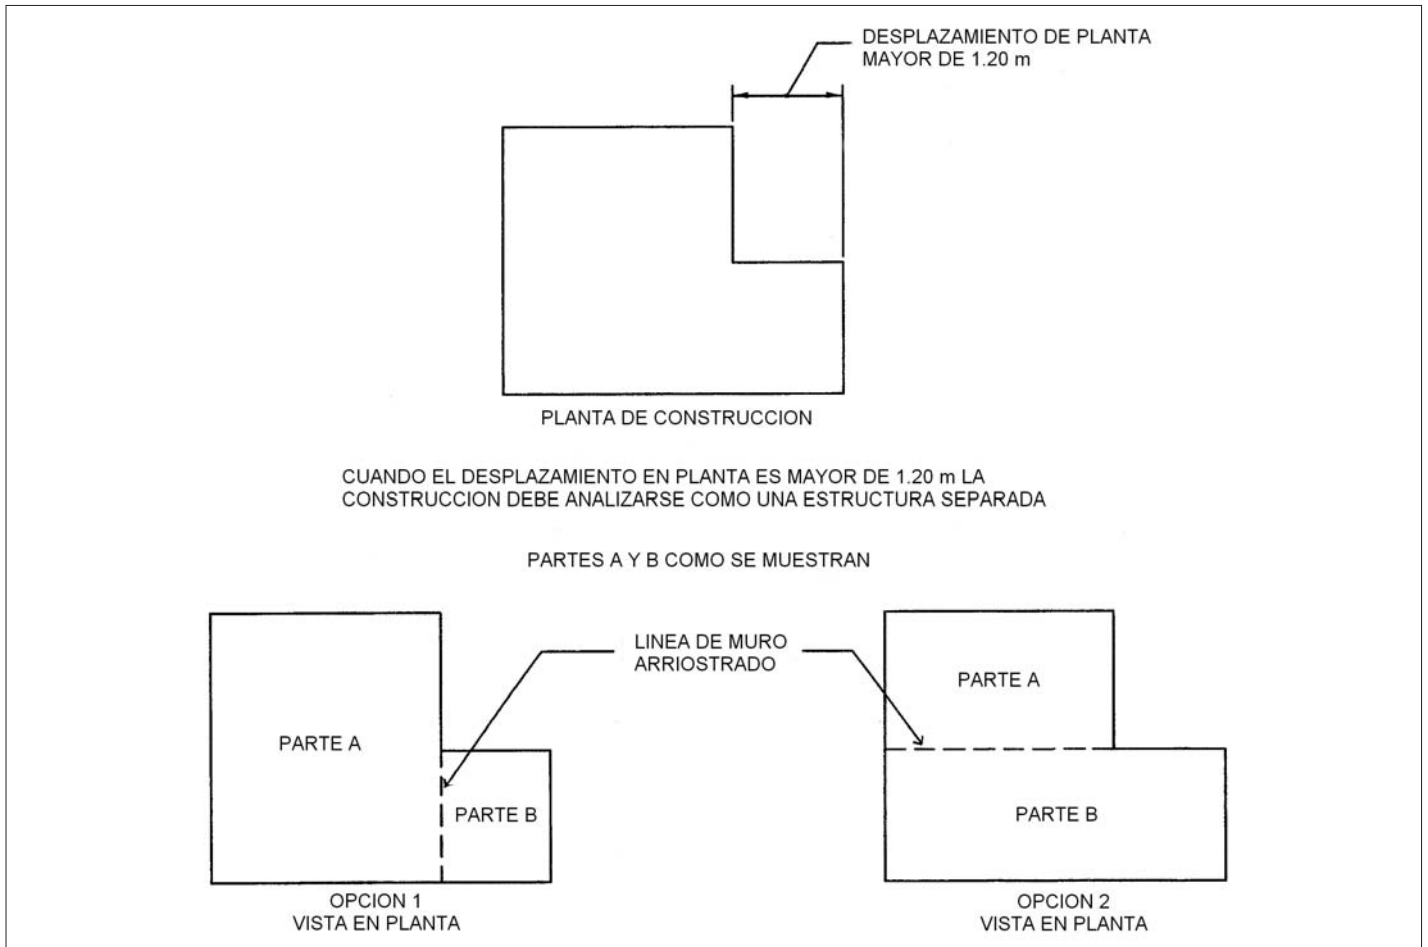 DESPLAZAMIENTO DE PLANTA
MAYOR DE 1.20 m
PLANTA DE CONSTRUCCION
CUANDO EL DESPLAZAMIENTO EN PLANTA ES MAYOR DE 1.20 m LA
CONSTRUCCION DEBE ANALIZARSE COMO UNA ESTRUCTURA SEPARADA
PARTES A Y B COMO SE MUESTRAN
LINEA DE MURO
ARRIOSTRADO
PARTE A
PARTE B
OPCION 1
VISTA EN PLANTA
PARTE A
PARTE B
OPCION 2
VISTA EN PLANTA